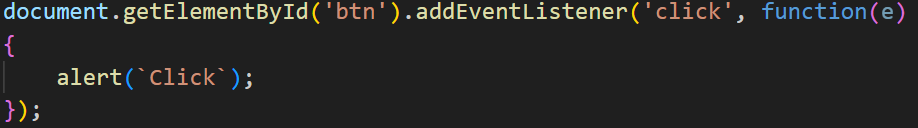 document.getElementById('btn').addEventListener('click', function(e)
{
    alert(`Click`);
});